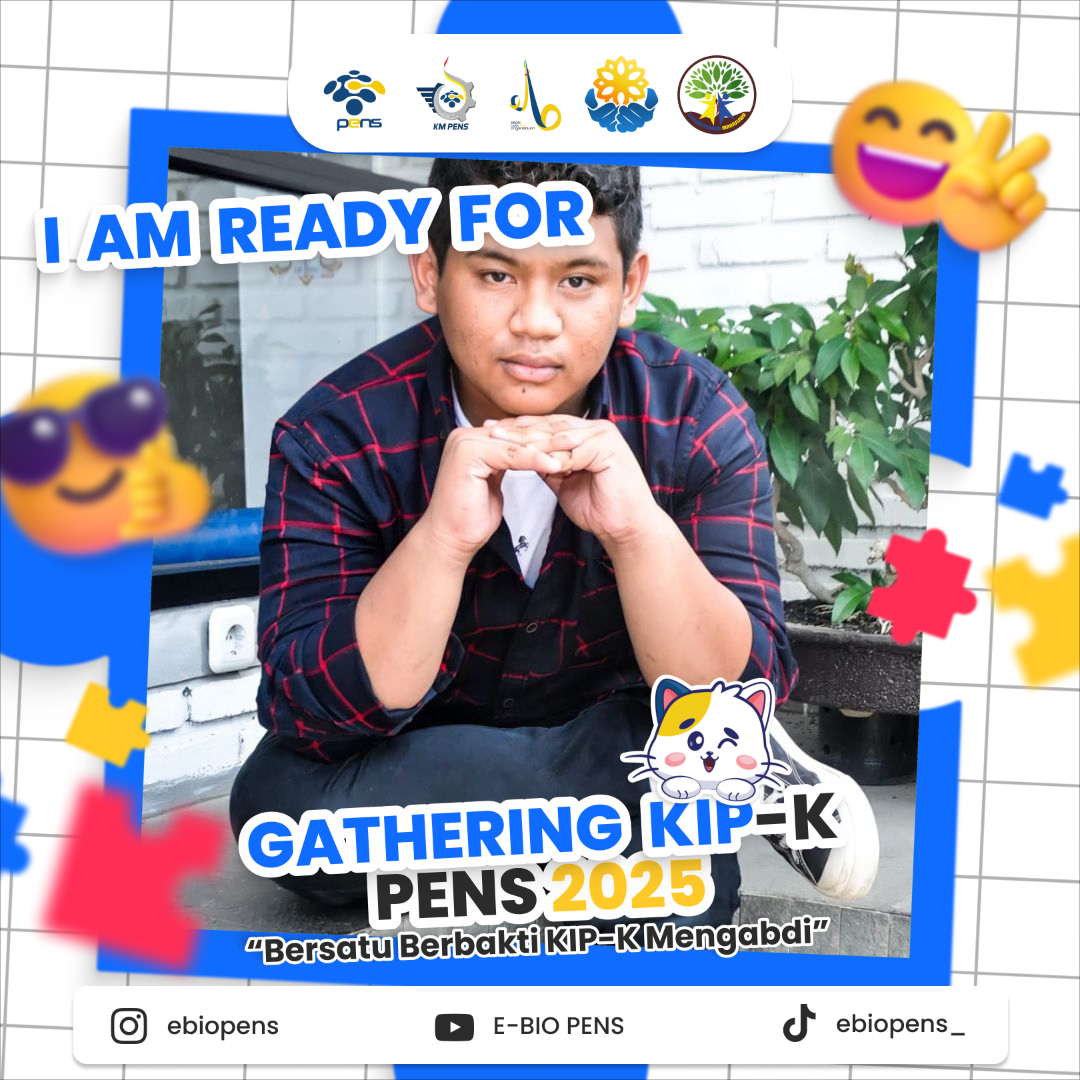 pens
KM PENS
I AM READY FOR
GATHERING KIP-K
PENS 2025
“Bersatu Berbakti KIP-K Mengabdi”
ebiopens
E-BIO PENS
ebiopens_